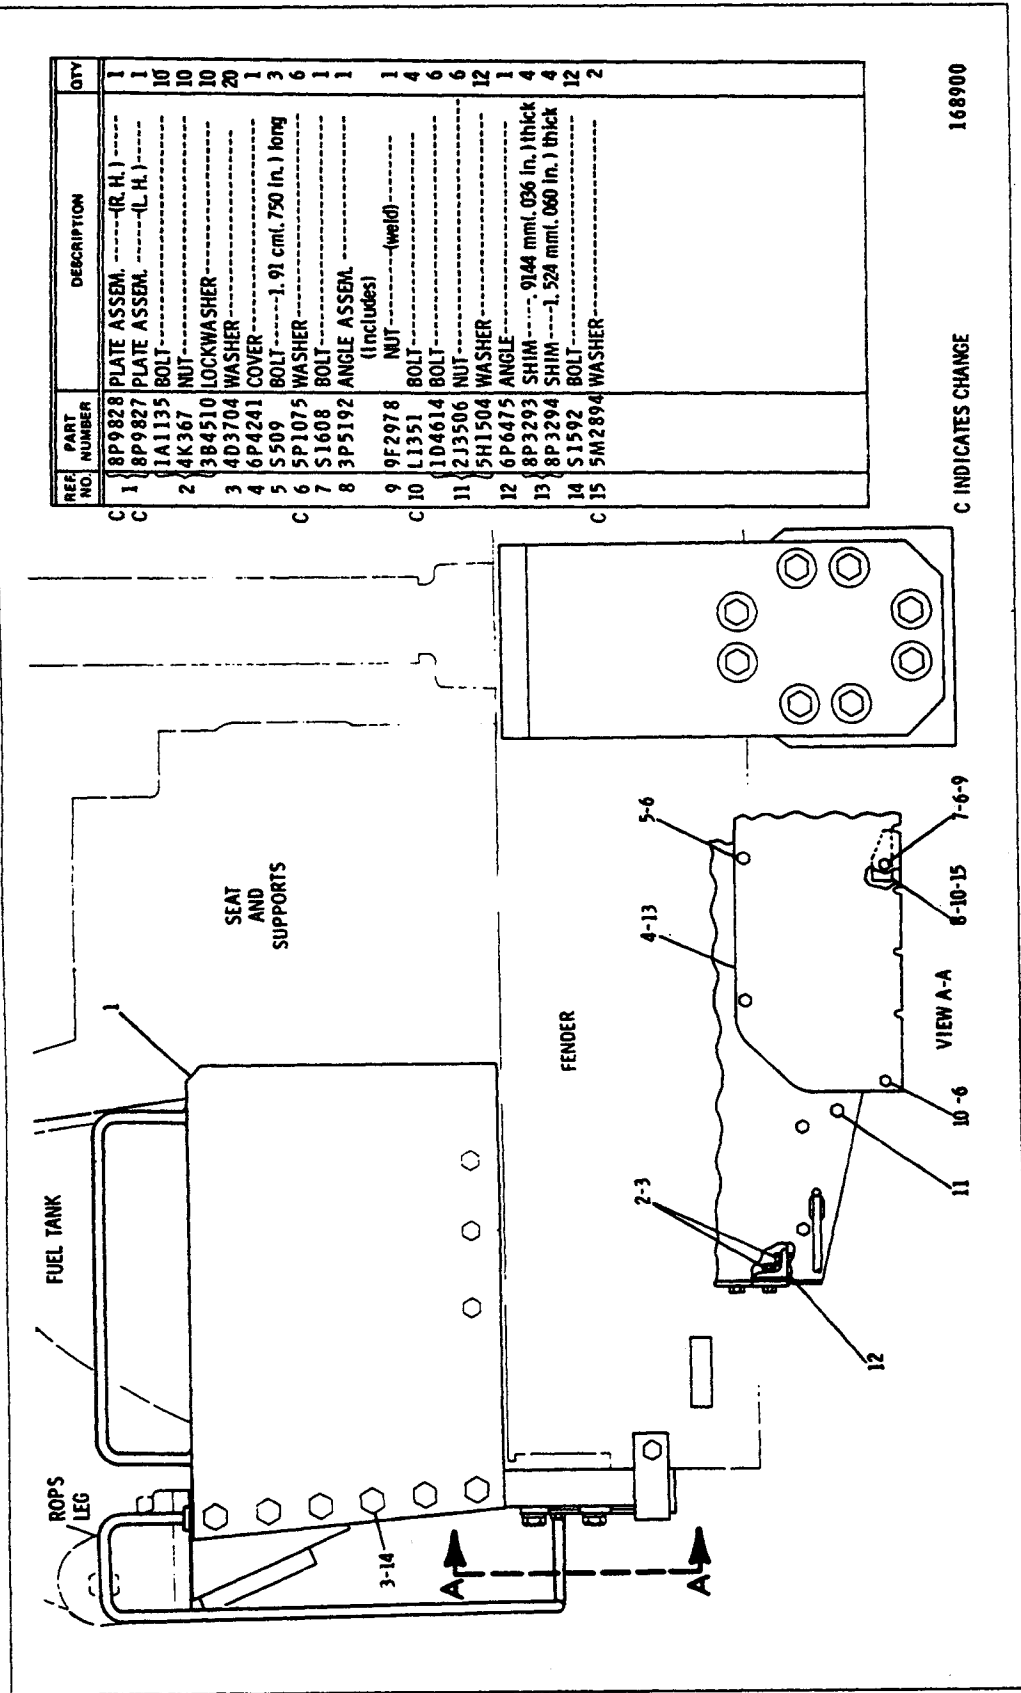 REF. NO. PART NUMBER DESCRIPTION QTY
C 8P9828 PLATE ASSEM. ------(R. H.) ----- 1
1
C 8P9827 PLATE ASSEM. ------(L. H.)----- 1
1A1135 BOLT 10
2 4K367 NUT 10
3B4510 LOCKWASHER 10
3 4D3704 WASHER 20
4 6P4241 COVER 1
5 S509 BOLT-----1.91 cm(.750 in.) long 3
C 6 5P1075 WASHER 6
7 S1608 BOLT 1
8 3P5192 ANGLE ASSEM. 1
(Includes)
9 9F2978 NUT-----(weld) 1
C 10 L1351 BOLT 4
1D4614 BOLT 6
11 2J3506 NUT 6
5H1504 WASHER 12
12 6P6475 ANGLE 1
8P3293 SHIM----.9144 mm(.036 in.) thick 4
13
8P3294 SHIM----1.524 mm(.060 in.) thick 4
14 S1592 BOLT 12
C 15 5M2894 WASHER 2
C INDICATES CHANGE
168900
ROPS
LEG
FUEL TANK
1
SEAT
AND
SUPPORTS
3-14
A
A
FENDER
2-3
4-13
5-6
12
11
10-6
VIEW A-A
8-10-15
7-6-9